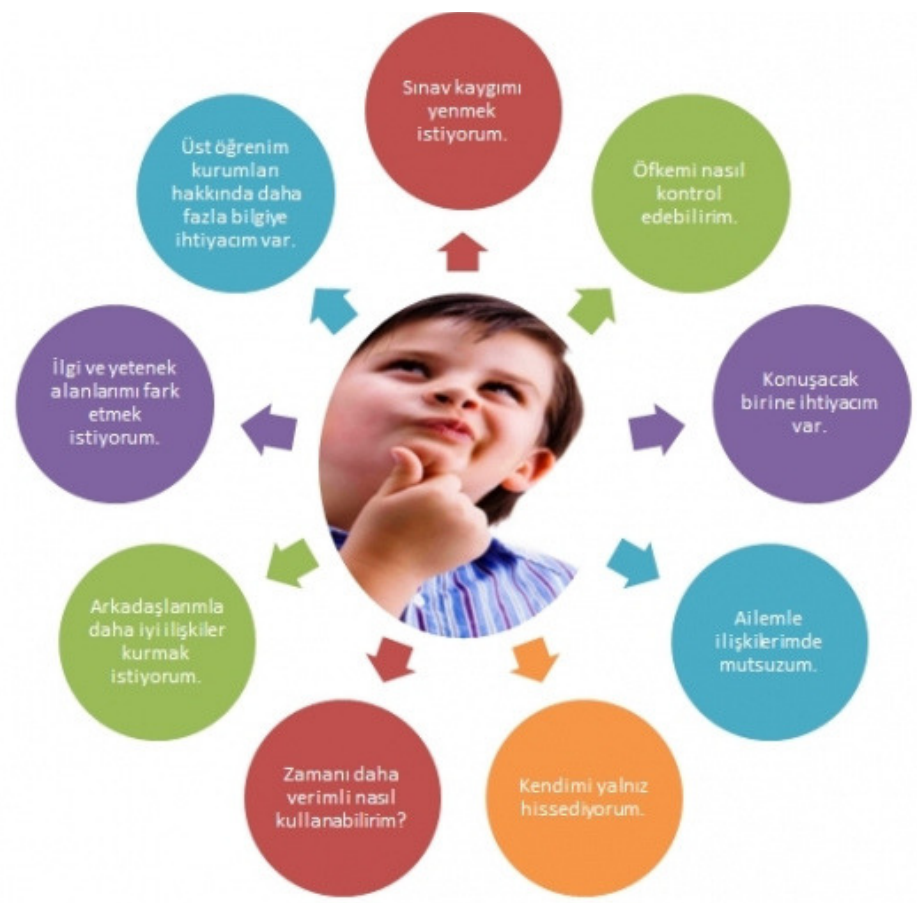 Sınav kaygımı
yenmek
istiyorum.
Öfkemi nasıl
kontrol
edebilirim.
Konuşacak
birine ihtiyacım
var.
Ailemle
ilişkilerimde
mutsuzum.
Kendimi yalnız
hissediyorum.
Zamanı daha
verimli nasıl
kullanabilirim?
Arkadaşlarımla
daha iyi ilişkiler
kurmak
istiyorum.
İlgi ve yetenek
alanlarımı fark
etmek
istiyorum.
Üst öğrenim
kurumları
hakkında daha
fazla bilgiye
ihtiyacım var.